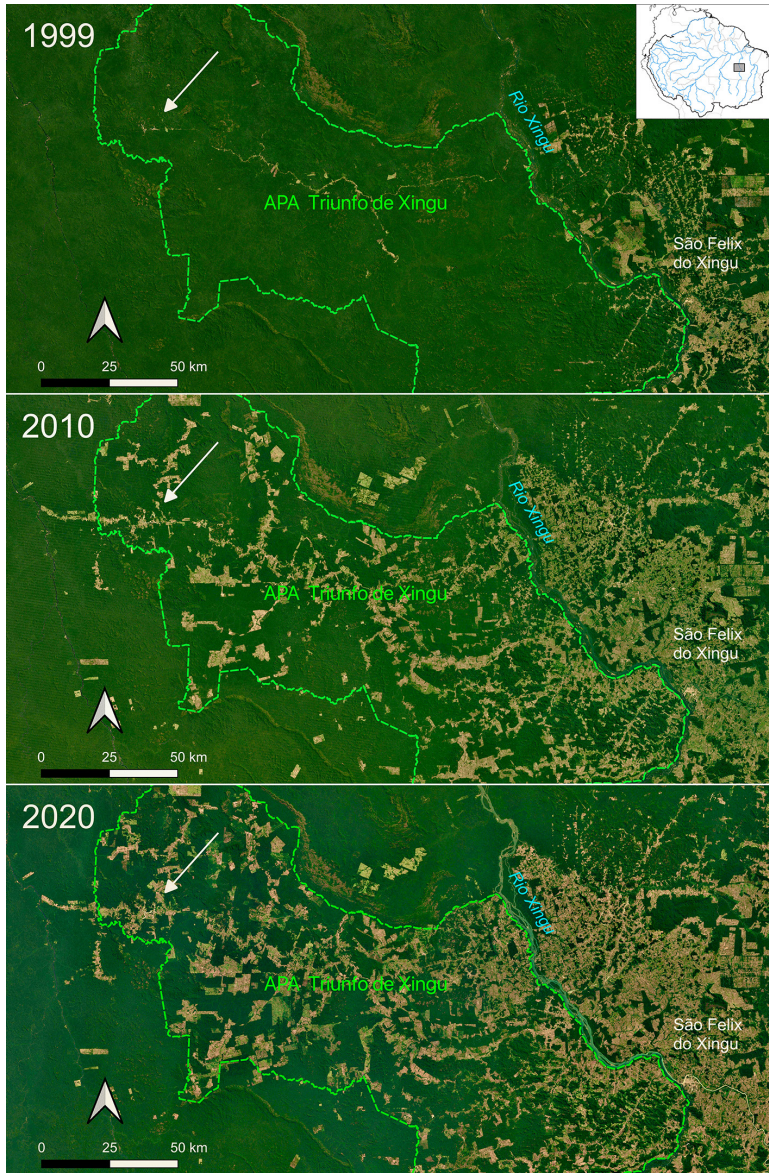 1999
Rio Xingu
APA Triunfo de Xingu
São Felix
do Xingu
0 25 50 km
2010
Rio Xingu
APA Triunfo de Xingu
São Felix
do Xingu
0 25 50 km
2020
Rio Xingu
APA Triunfo de Xingu
São Felix
do Xingu
0 25 50 km